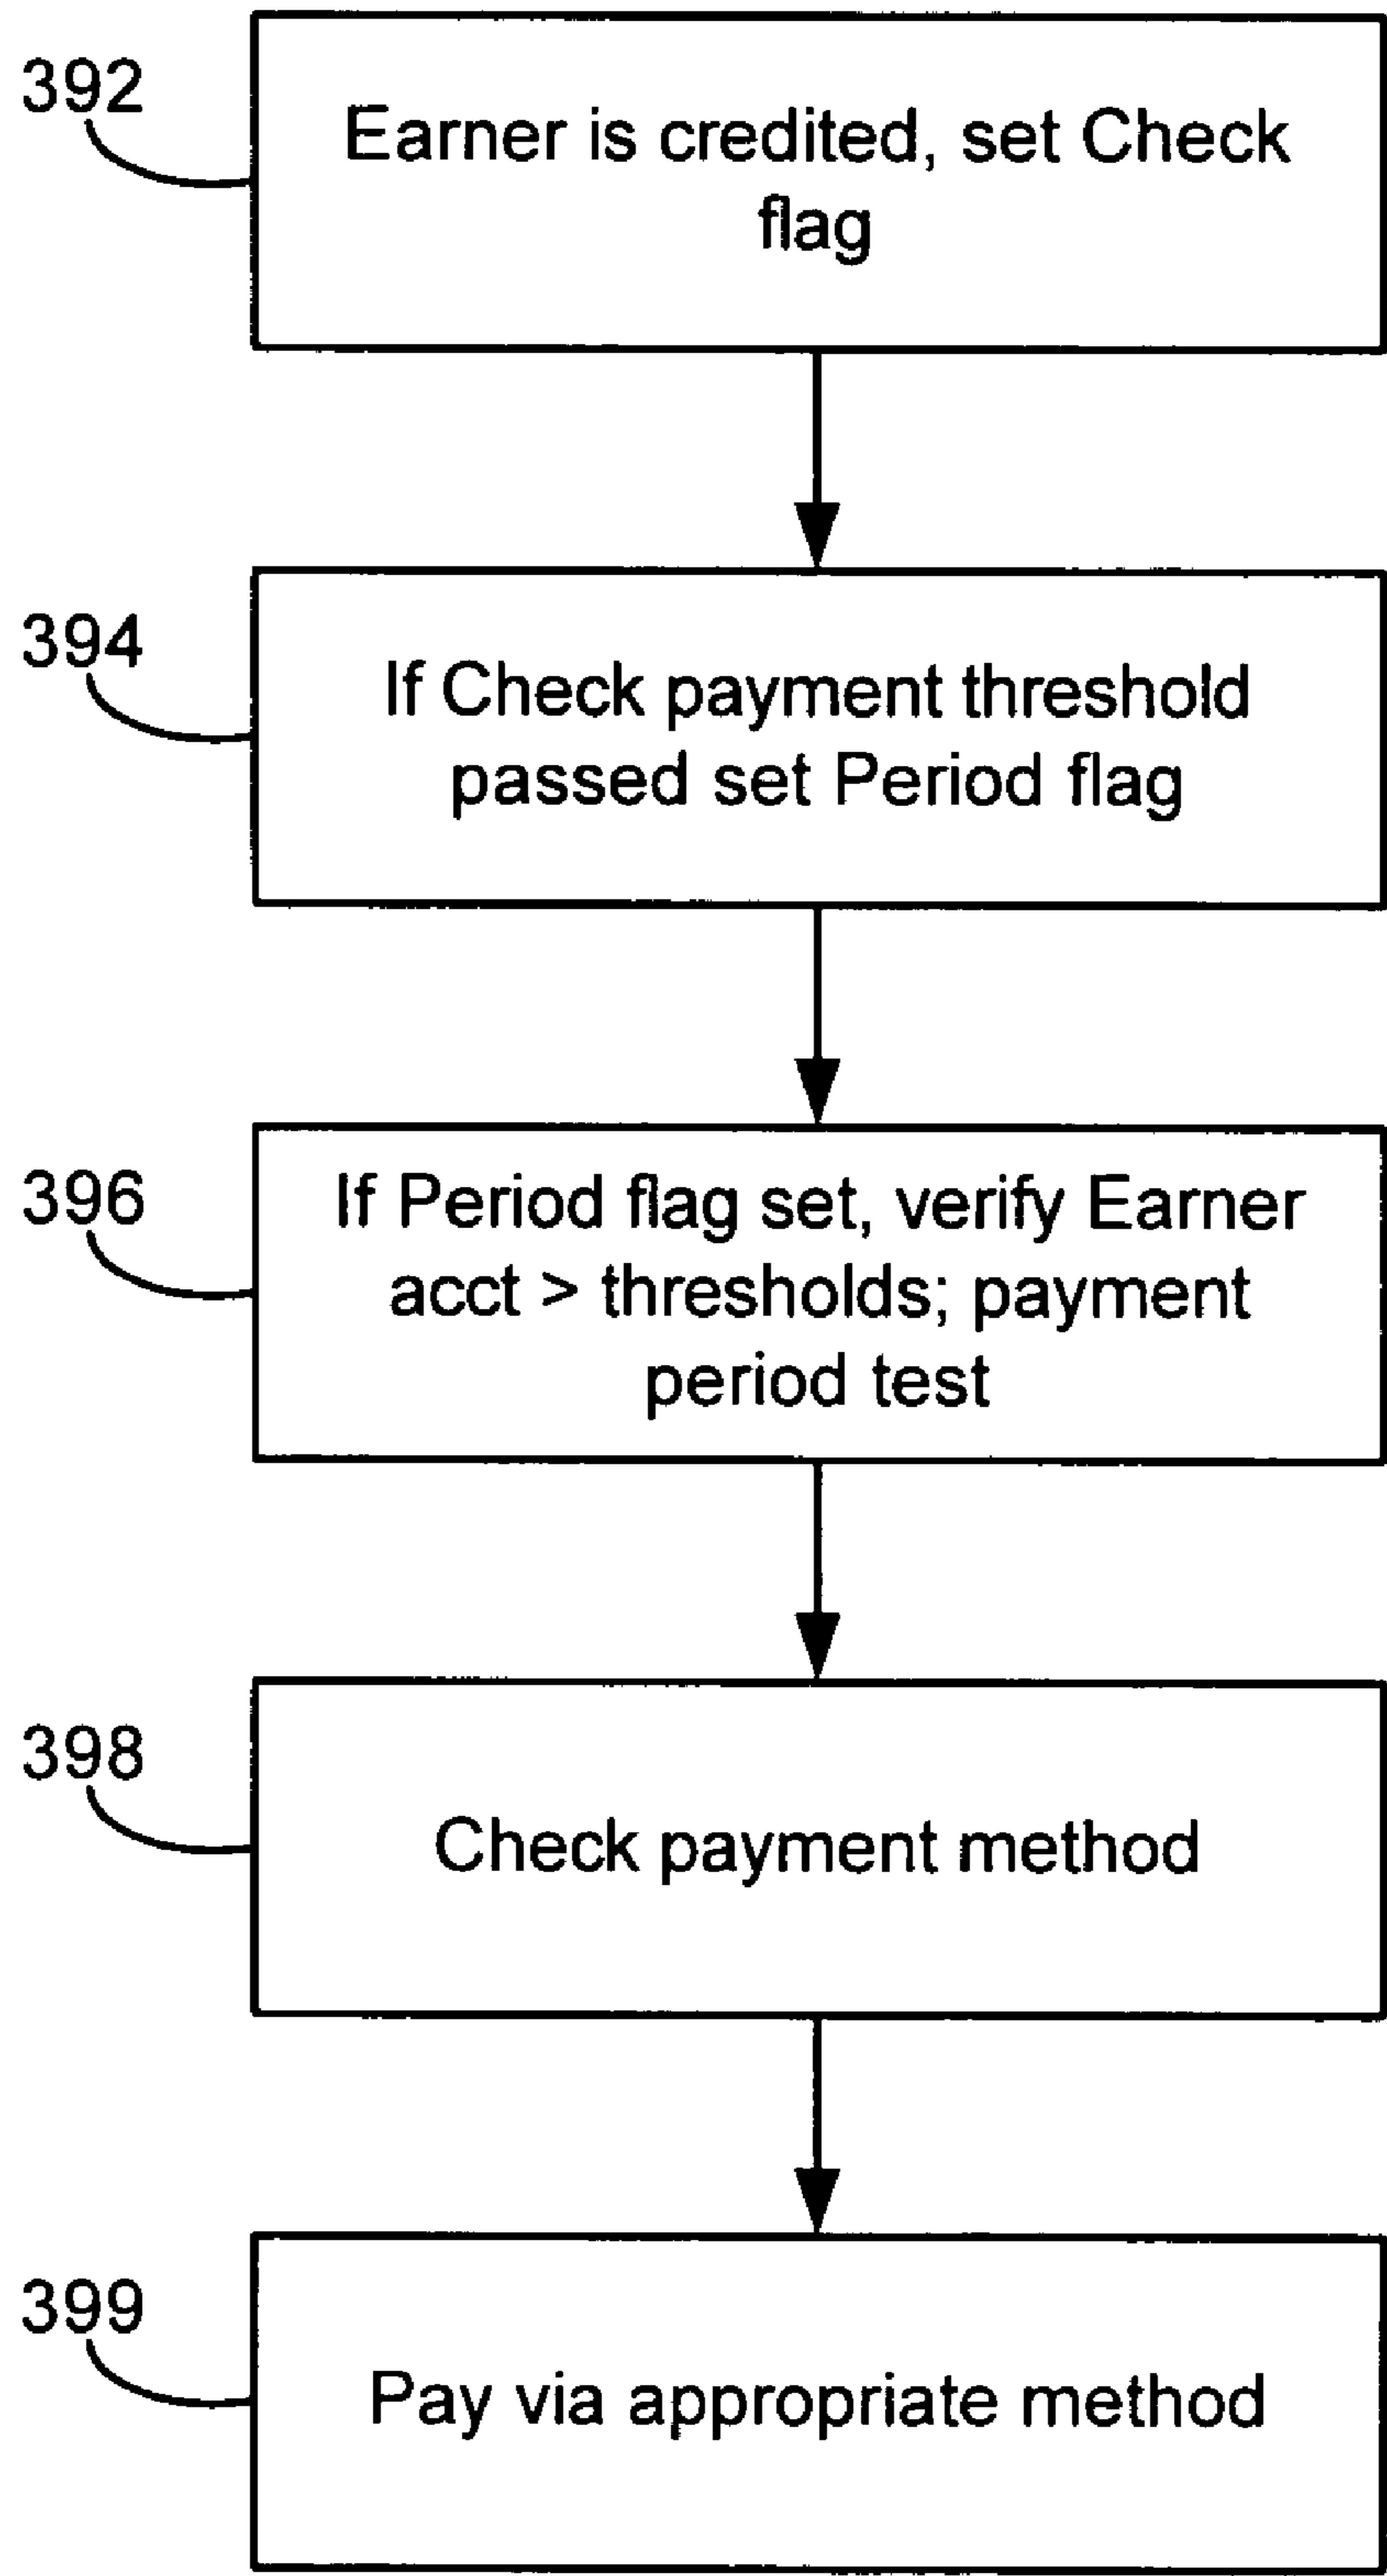 392
Earner is credited, set Check
flag
394
If Check payment threshold
passed set Period flag
396
If Period flag set, verify Earner
acct > thresholds; payment
period test
398
Check payment method
399
Pay via appropriate method